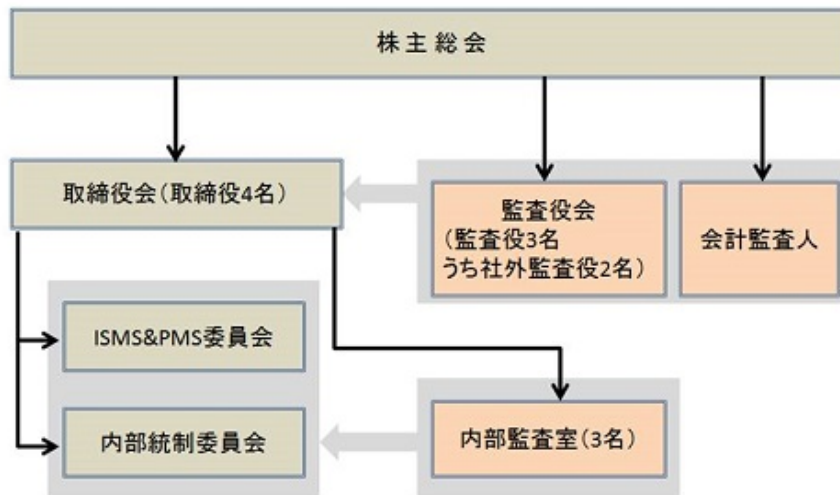 株主総会
取締役会(取締役4名)
監査役会
(監査役3名
うち社外監査役2名)
会計監査人
ISMS&PMS委員会
内部統制委員会
内部監査室(3名)